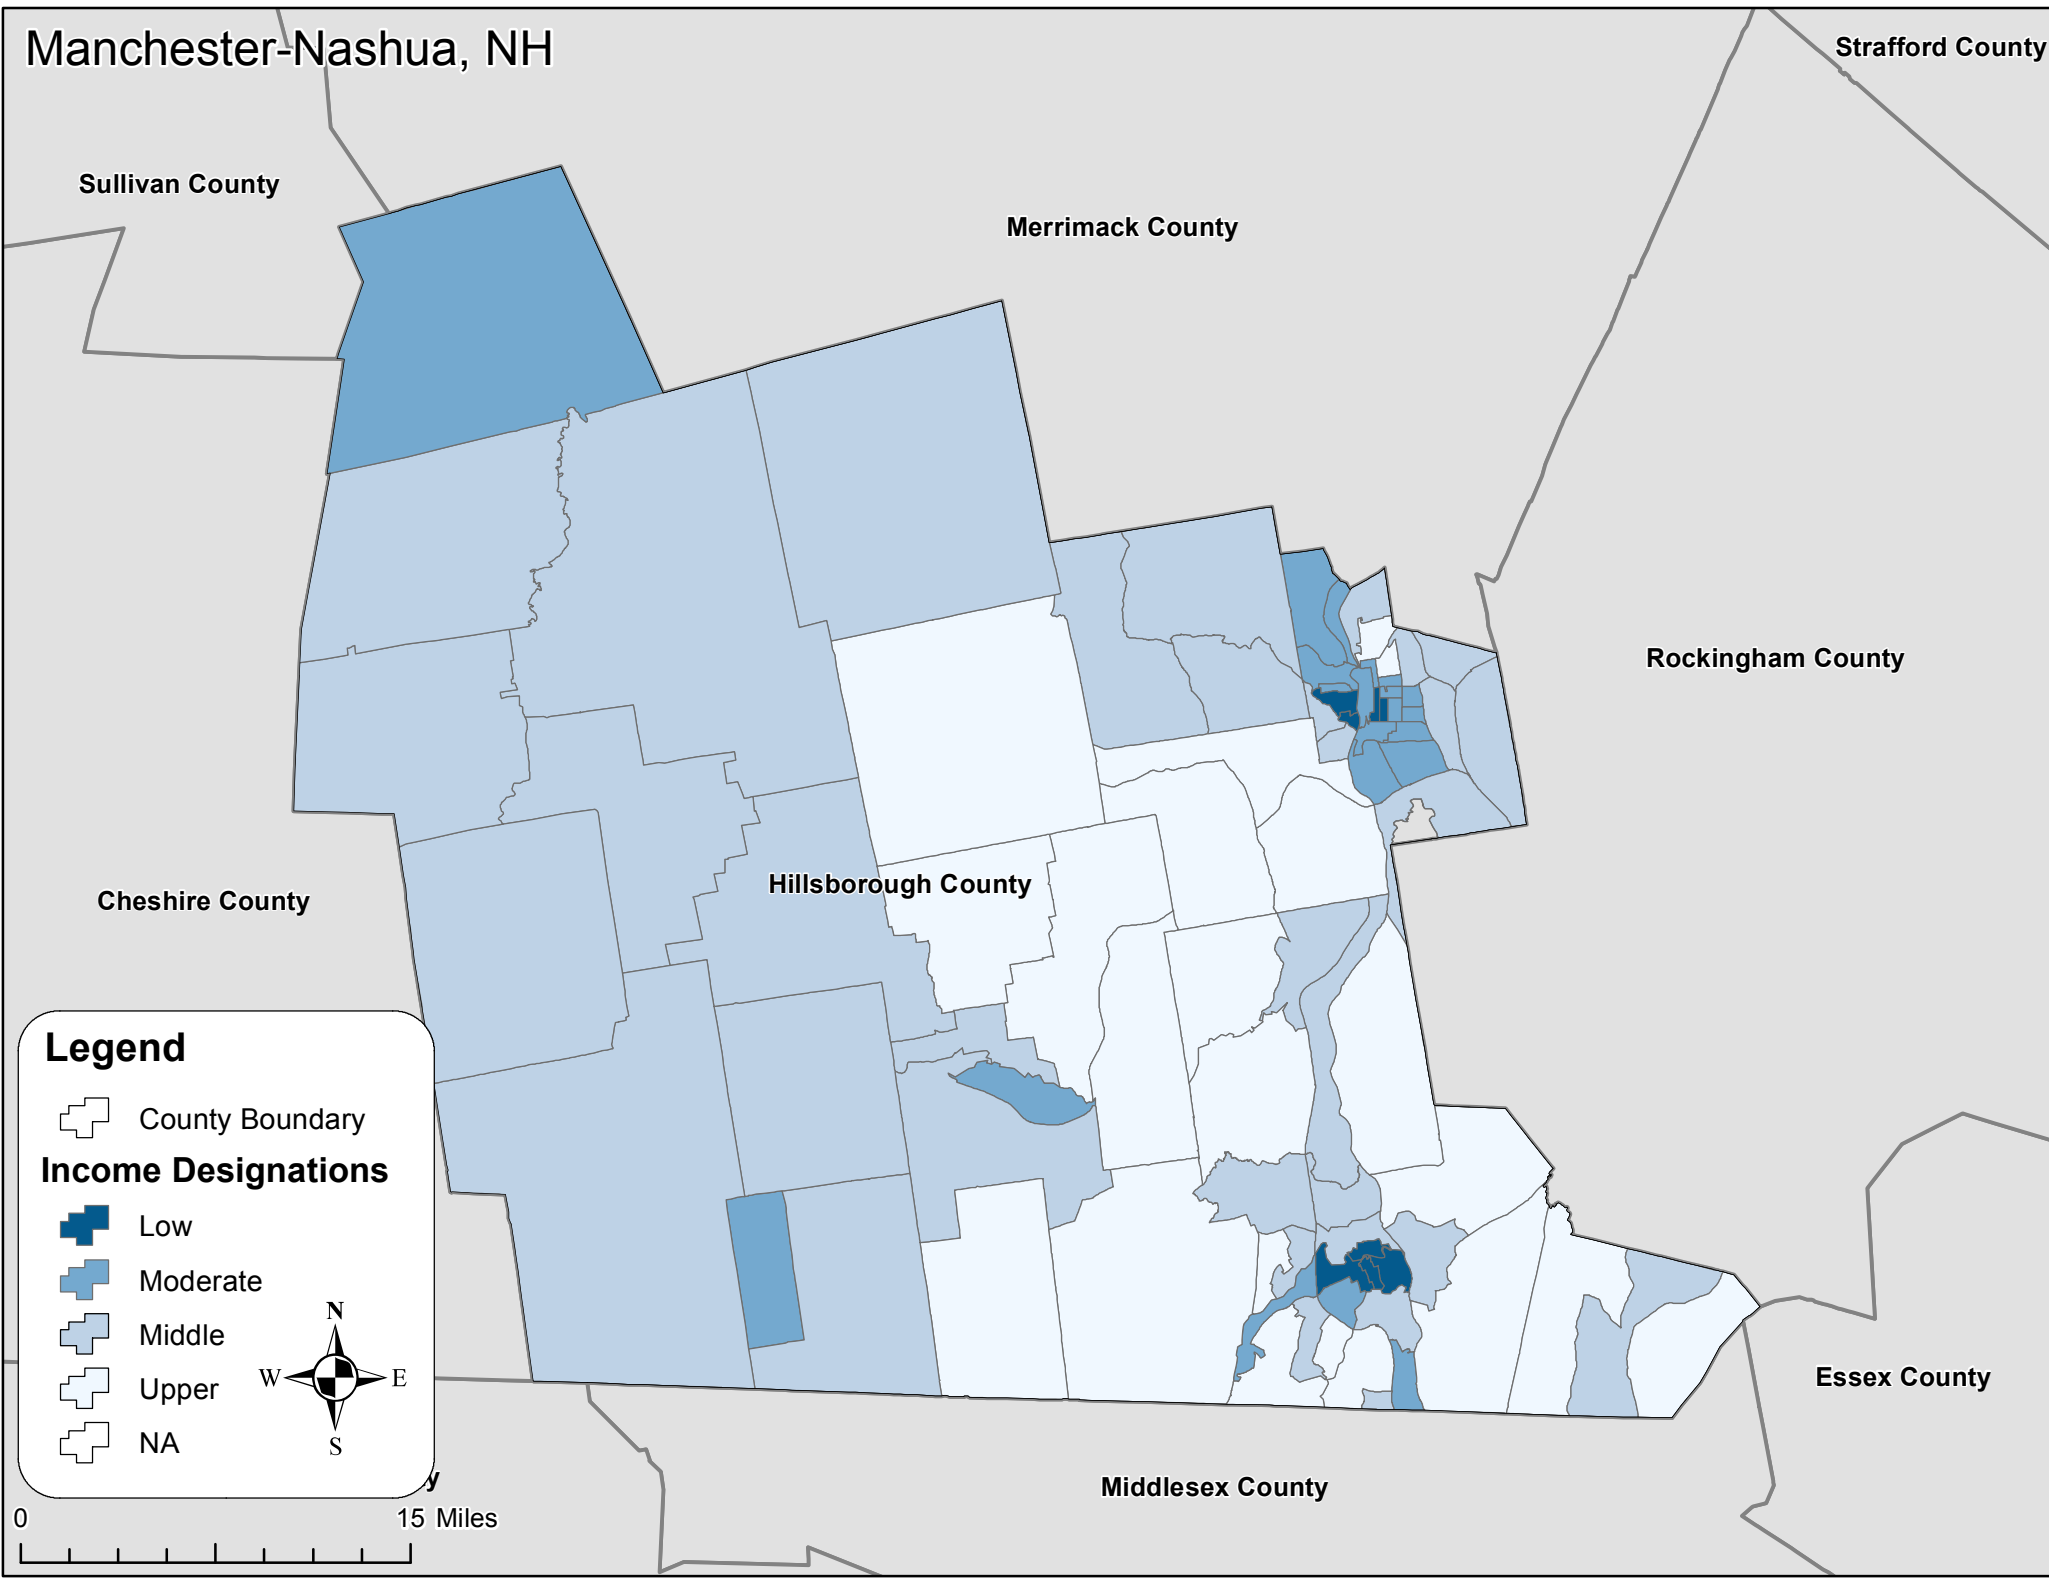 Manchester-Nashua, NH
Strafford County
Sullivan County
Merrimack County
Rockingham County
Hillsborough County
Cheshire County
Legend
County Boundary
Income Designations
Low
Moderate
Middle
Upper
NA
N
W
E
S
Essex County
Middlesex County
y
0
15 Miles